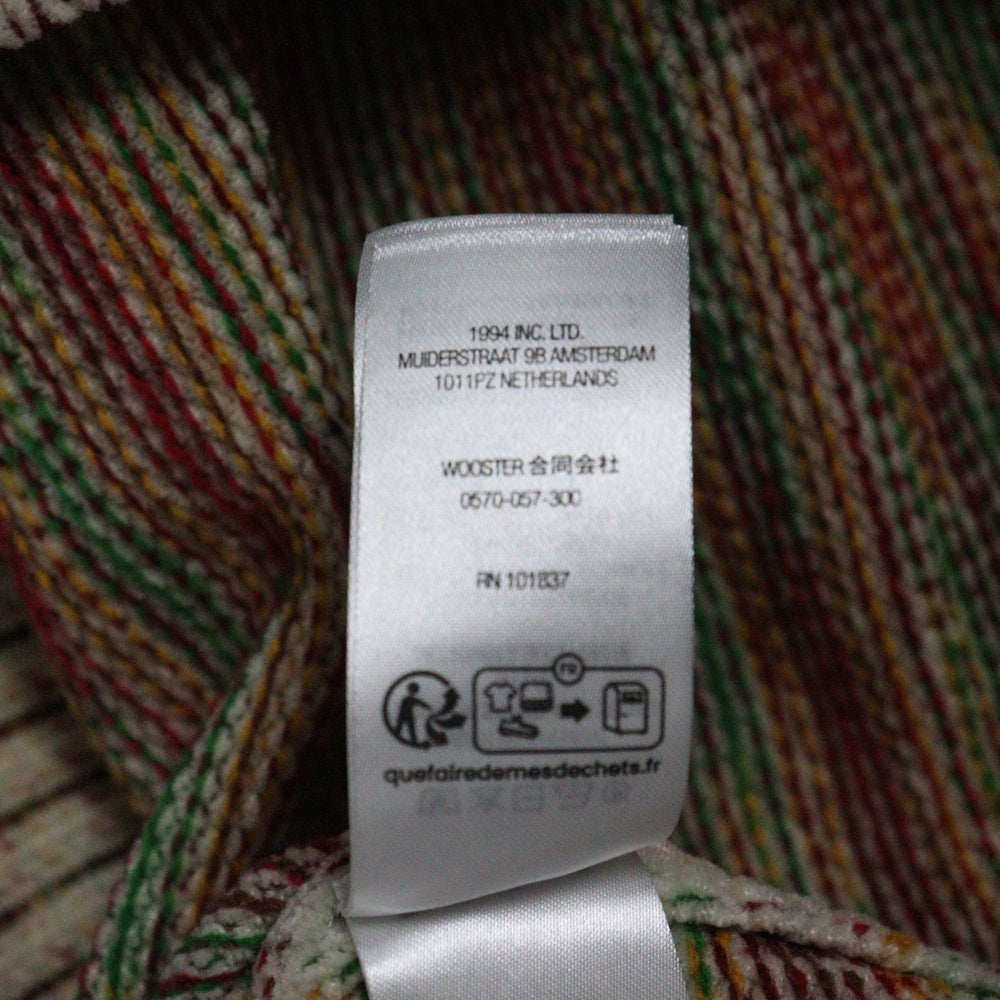 1994 INC. LTD.
MUIDERSTRAAT 9B AMSTERDAM
1011PZ NETHERLANDS
WOOSTER 合同会社
0570-057-300
RN 101837
FR
quefairedemesdechets.fr